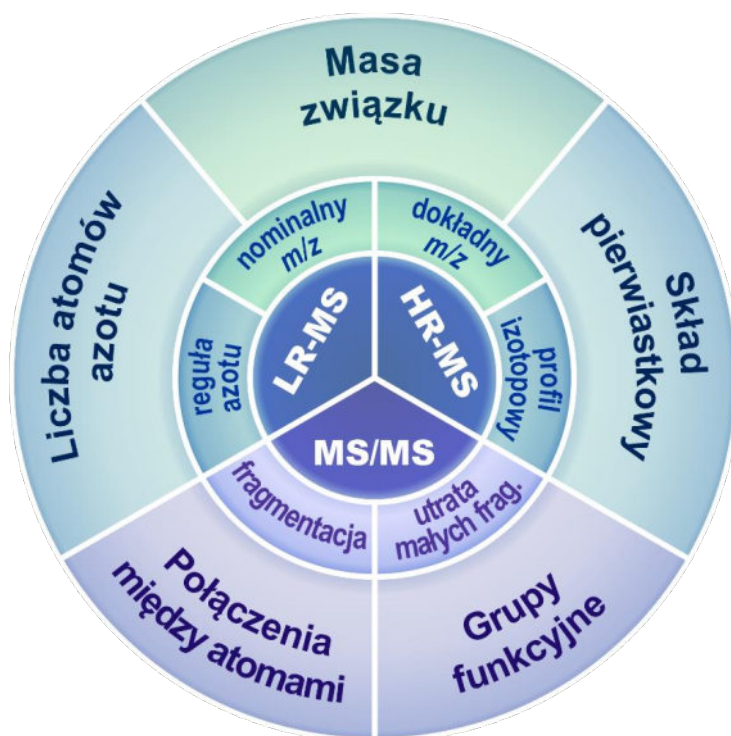 Masa
związku
Liczba atomów
azotu
Skład
pierwiastkowy
nominalny
m/z
dokładny
m/z
reguła
azotu
profil
izotopowy
LR-MS
HR-MS
MS/MS
fragmentacja
utrata
małych frag.
Połączenia
między atomami
Grupy
funkcyjne